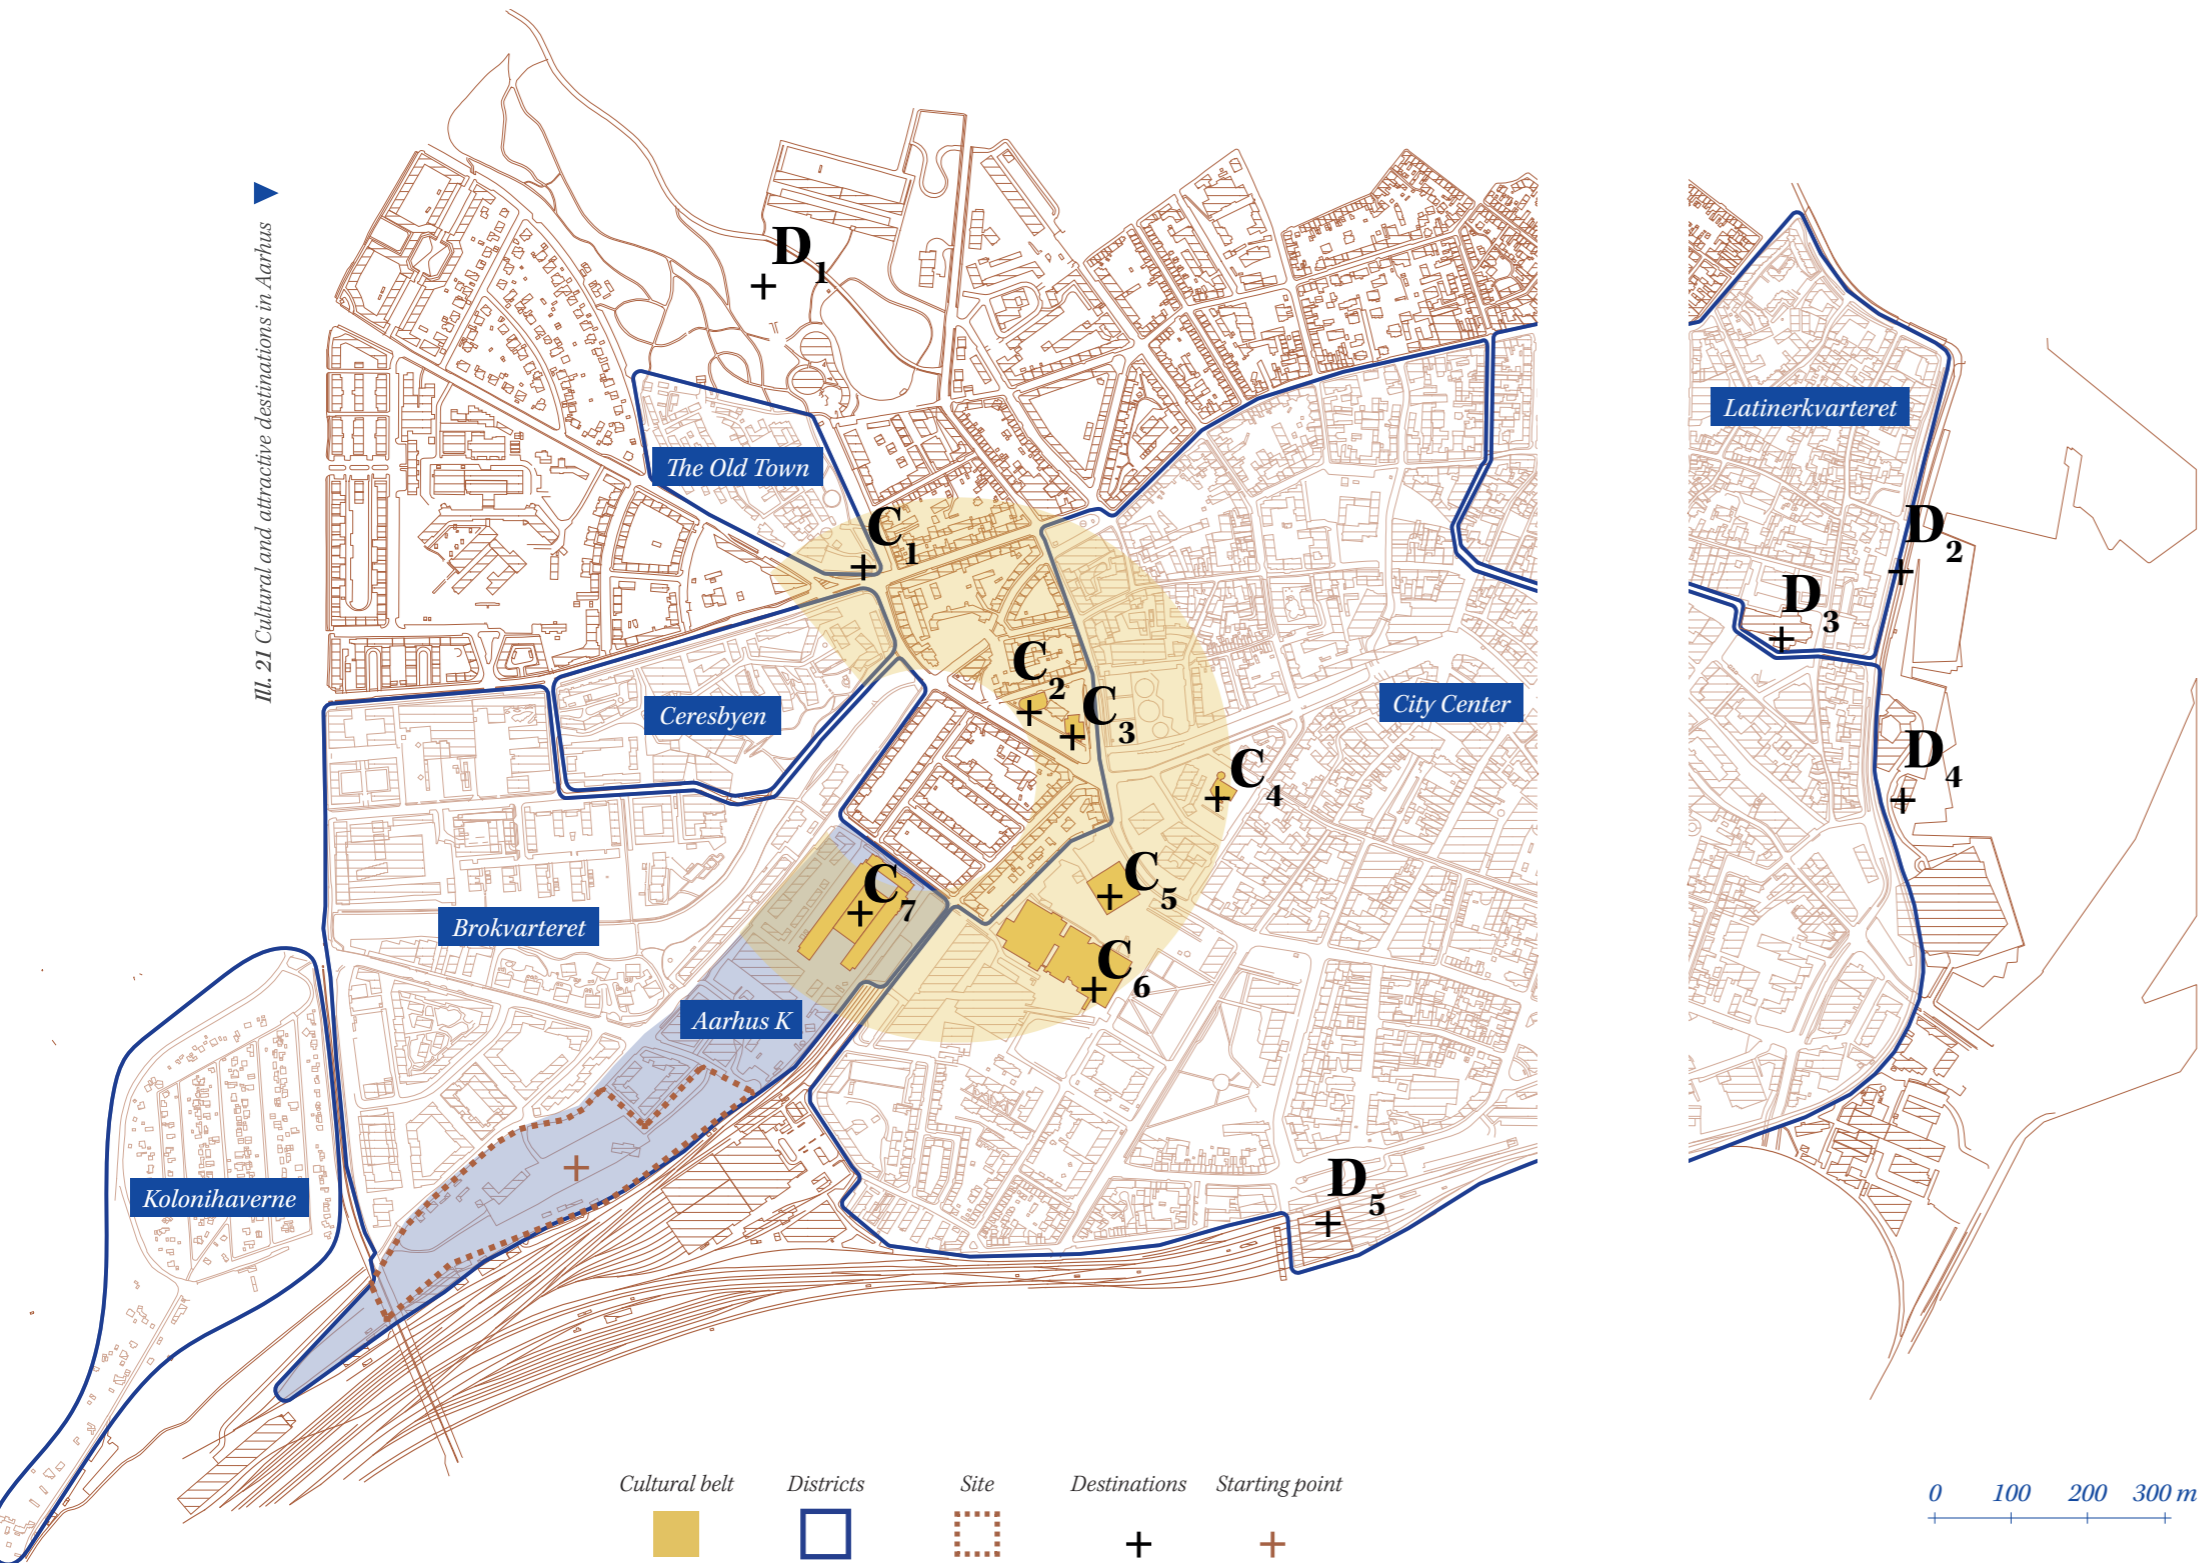 Ill. 21 Cultural and attractive destinations in Aarhus
D1
The Old Town
C1
C2
C3
C4
C5
C6
C7
Ceresbyen
City Center
Brokvarteret
Aarhus K
Kolonihaverne
D5
Latinerkvarteret
D2
D3
D4
Cultural belt Districts Site Destinations Starting point
0 100 200 300 m